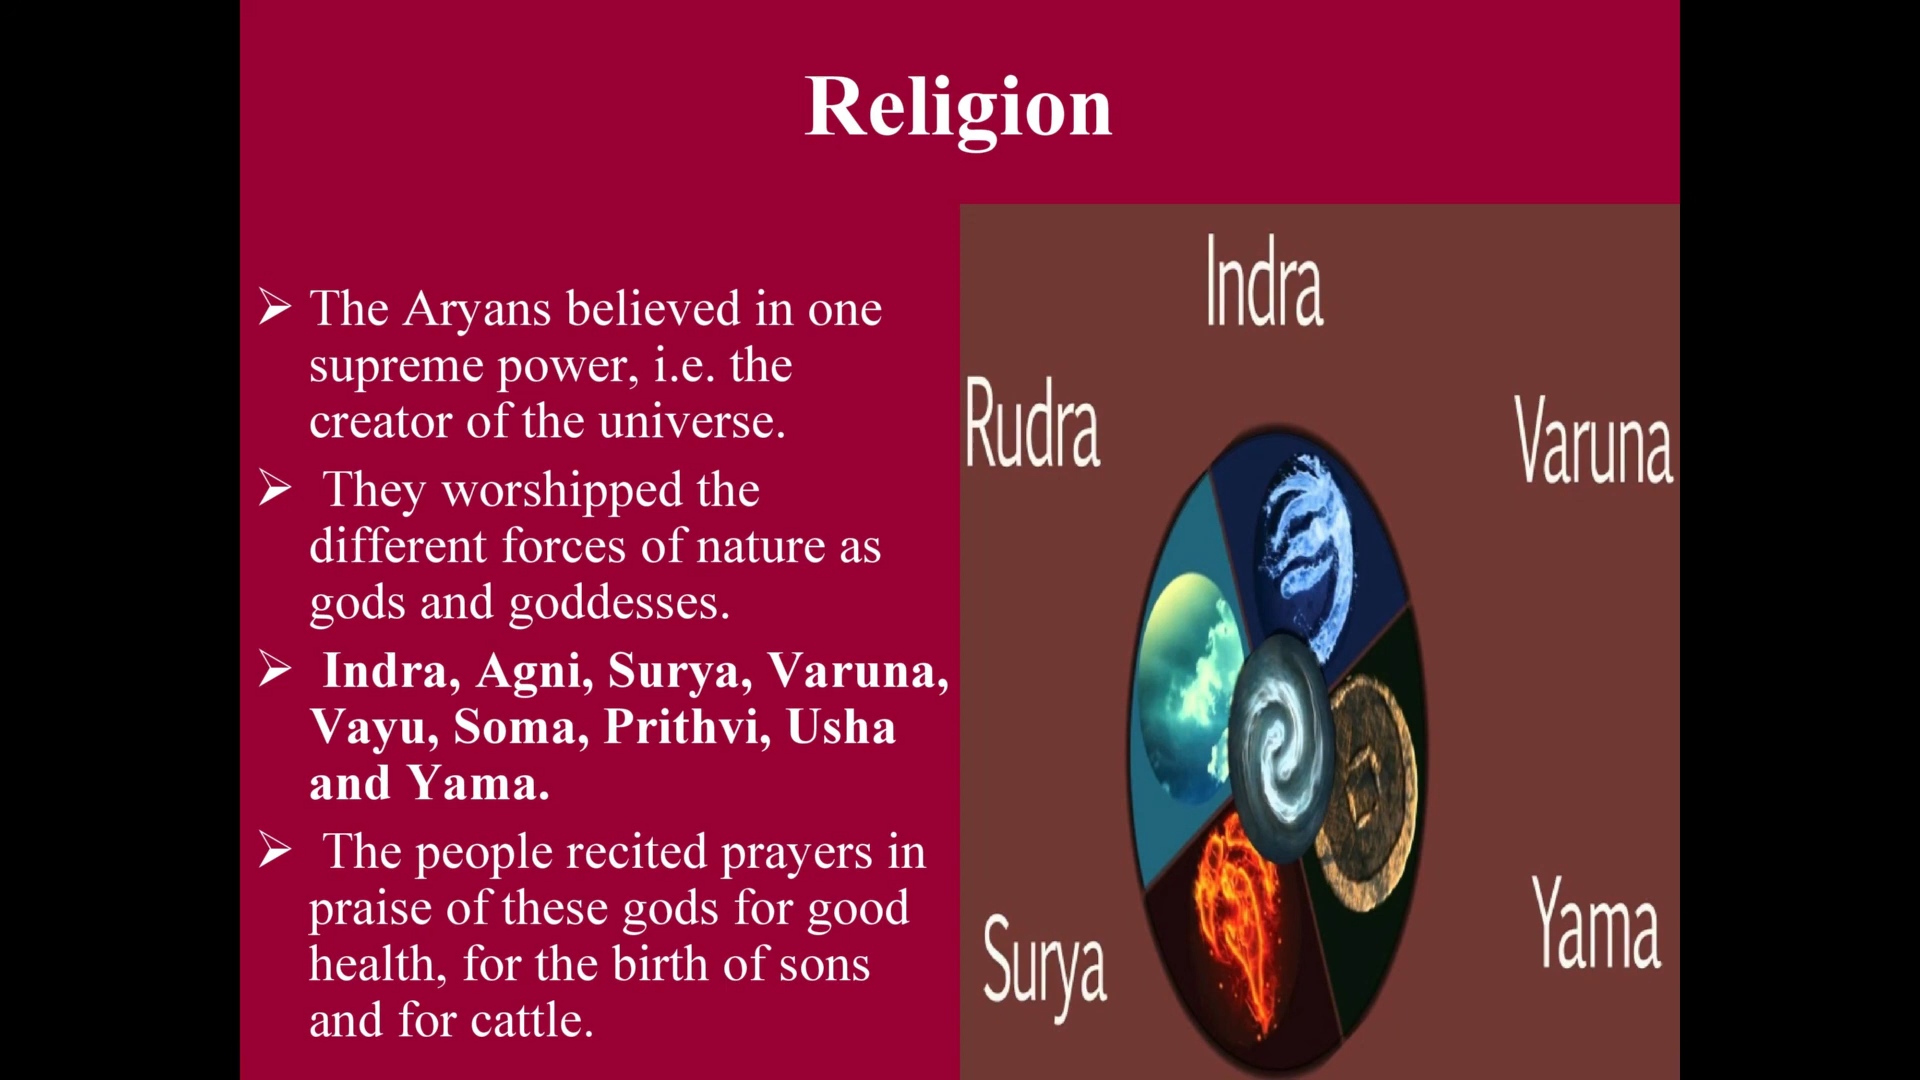 Religion
➢ The Aryans believed in one
supreme power, i.e. the
creator of the universe.
➢ They worshipped the
different forces of nature as
gods and goddesses.
➢ Indra, Agni, Surya, Varuna,
Vayu, Soma, Prithvi, Usha
and Yama.
➢ The people recited prayers in
praise of these gods for good
health, for the birth of sons
and for cattle.
Indra
Rudra
Varuna
Surya
Yama